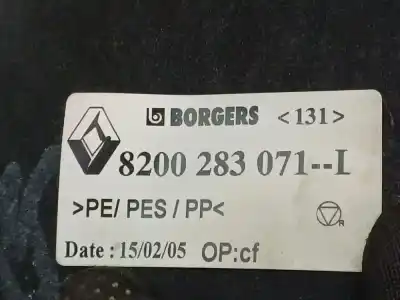 BORGERS <131>
8200 283 071--I
>PE/ PES / PP<
R
Date : 15/02/05 OP:cf